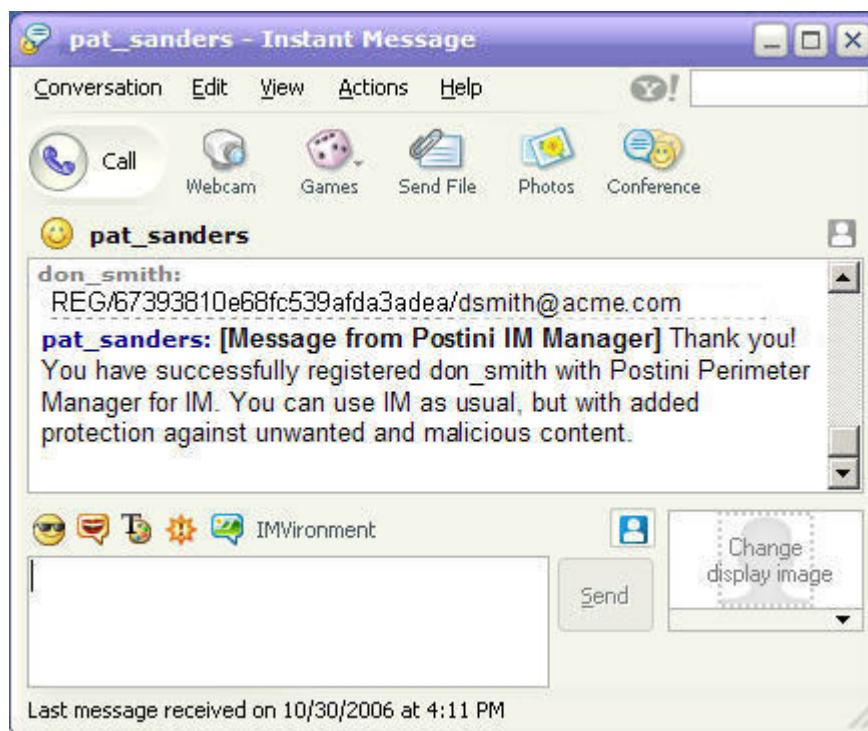 pat_sanders - Instant Message
Conversation Edit View Actions Help Y!
Call
Webcam Games Send File Photos Conference
pat_sanders
don_smith:
REG/67393810e68fc539afda3adea/dsmith@acme.com
pat_sanders: [Message from Postini IM Manager] Thank you!
You have successfully registered don_smith with Postini Perimeter
Manager for IM. You can use IM as usual, but with added
protection against unwanted and malicious content.
IMVironment
Send
Change
display image
Last message received on 10/30/2006 at 4:11 PM